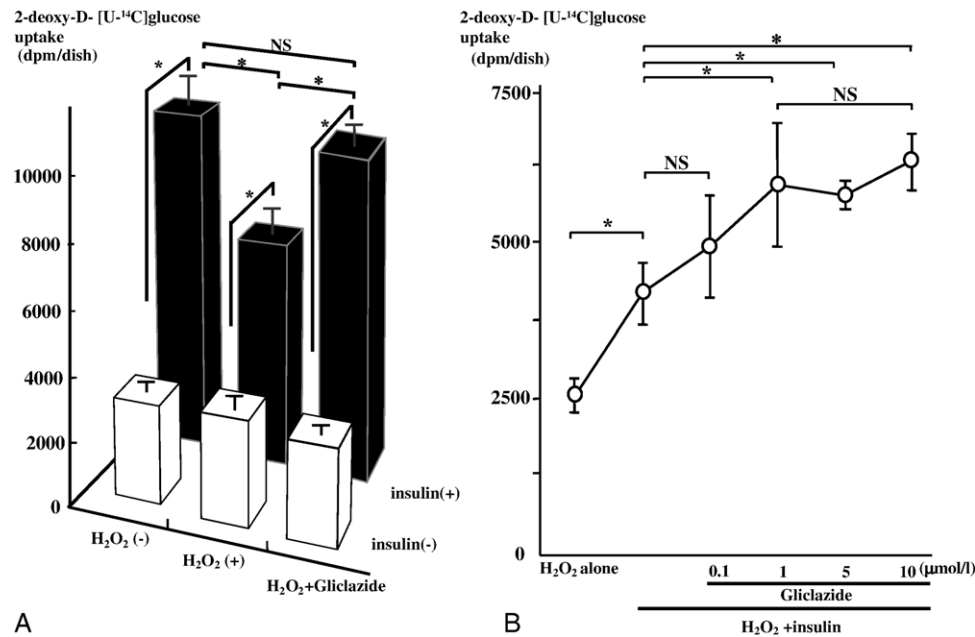 2-deoxy-D- [U-¹⁴C]glucose
uptake
(dpm/dish)
NS
*
*
*
*
*
10000
8000
6000
4000
2000
0
insulin(+)
insulin(-)
H₂O₂ (-)
H₂O₂ (+)
H₂O₂+Gliclazide
A
2-deoxy-D- [U-¹⁴C]glucose
uptake
(dpm/dish)
*
*
*
NS
NS
*
7500
5000
2500
0
H₂O₂ alone
0.1 1 5 10 (µmol/l)
Gliclazide
H₂O₂ +insulin
B